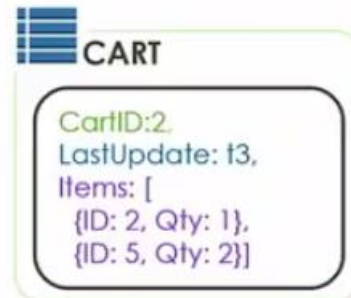 CART
CartID:2,
LastUpdate: t3,
Items: [
{ID: 2, Qty: 1},
{ID: 5, Qty: 2}]